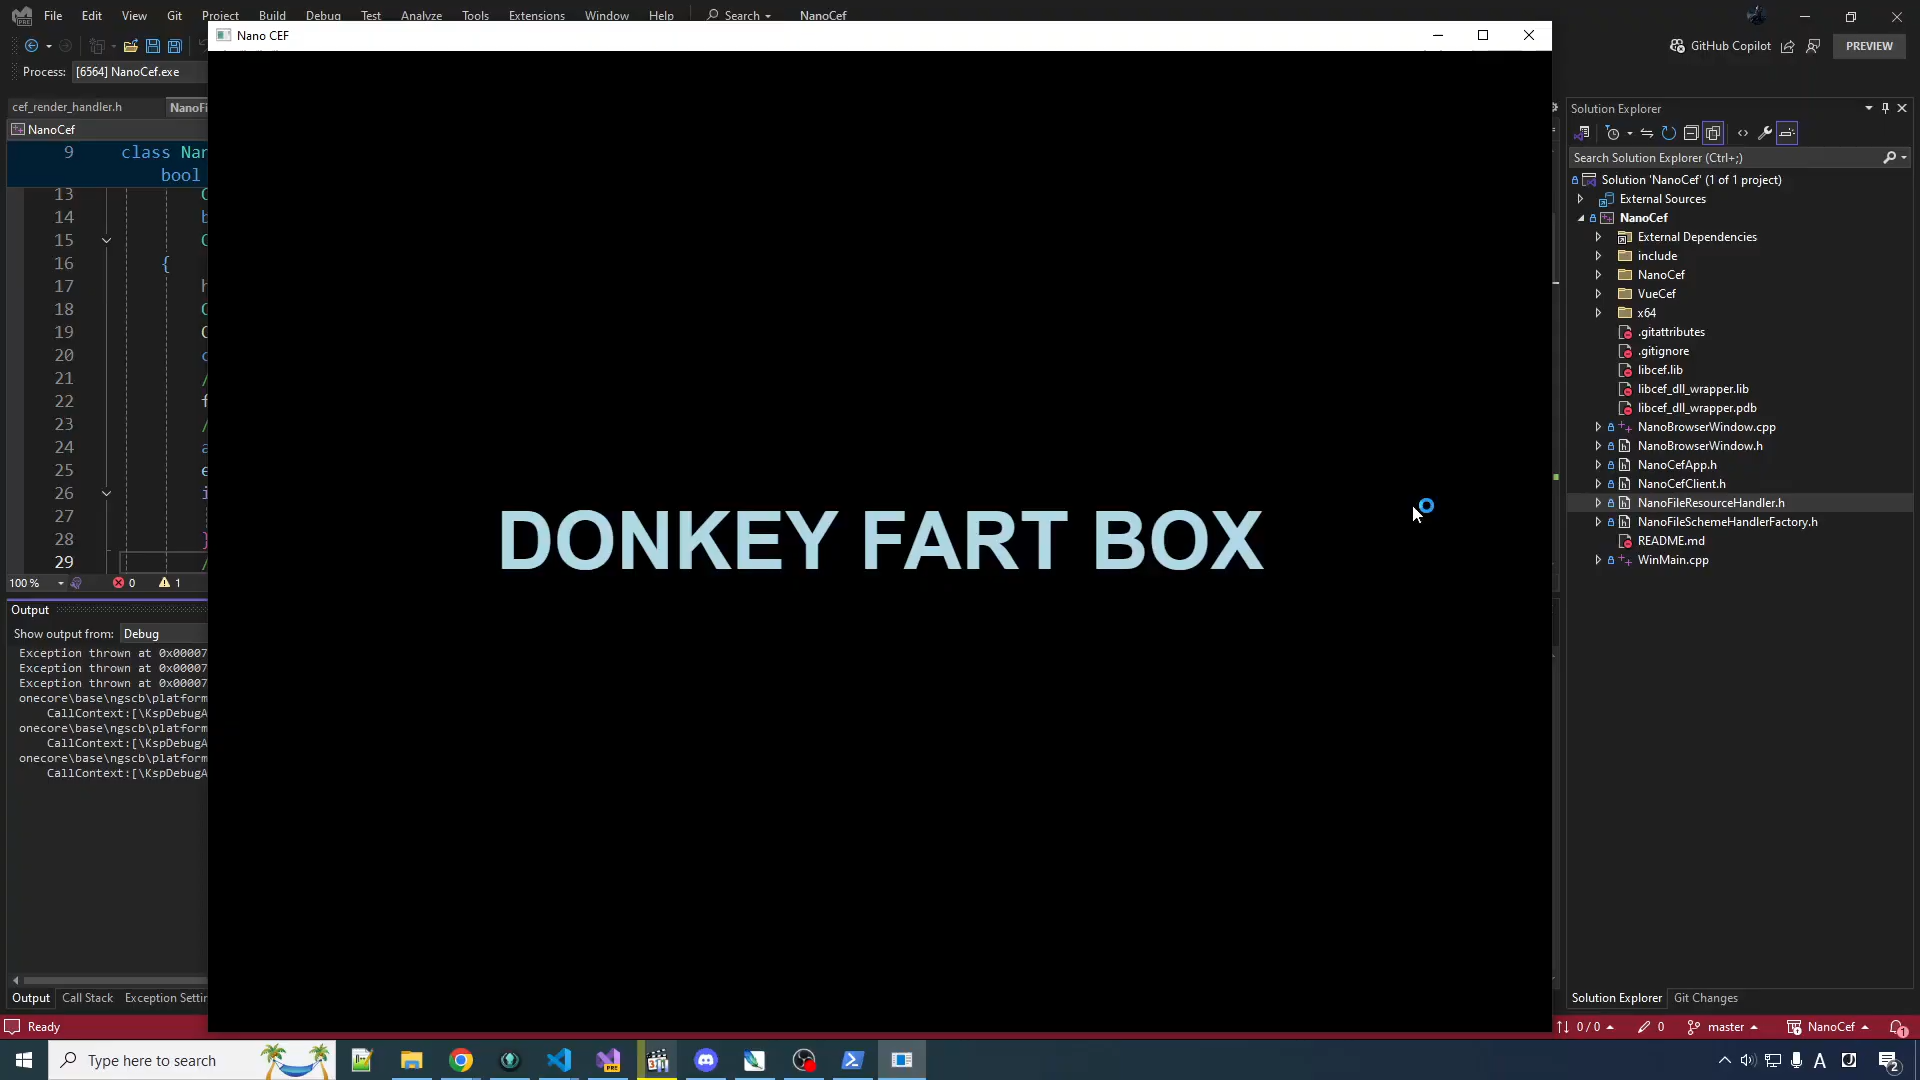 File Edit View Git Project Build Debug Test Analyze Tools Extensions Window Help Search NanoCef
GitHub Copilot PREVIEW
Nano CEF
Process: [6564] NanoCef.exe
cef_render_handler.h NanoFi
NanoCef
9 class Nan
bool
13
14 b
15
16 {
17 h
18
19
20 c
21 /
22 f
23 /
24 a
25 e
26 i
27
28 }
29 /
100 % 0 1
Output
Show output from: Debug
Exception thrown at 0x00007
Exception thrown at 0x00007
Exception thrown at 0x00007
onecore\base\ngscb\platform
CallContext:[\KspDebugA
onecore\base\ngscb\platform
CallContext:[\KspDebugA
onecore\base\ngscb\platform
CallContext:[\KspDebugA
Output Call Stack Exception Settin
Ready
DONKEY FART BOX
Solution Explorer
Search Solution Explorer (Ctrl+;)
Solution 'NanoCef' (1 of 1 project)
External Sources
NanoCef
External Dependencies
include
NanoCef
VueCef
x64
.gitattributes
.gitignore
libcef.lib
libcef_dll_wrapper.lib
libcef_dll_wrapper.pdb
NanoBrowserWindow.cpp
NanoBrowserWindow.h
NanoCefApp.h
NanoCefClient.h
NanoFileResourceHandler.h
NanoFileSchemeHandlerFactory.h
README.md
WinMain.cpp
Solution Explorer Git Changes
0 / 0 0 master NanoCef 1
Type here to search
A 2